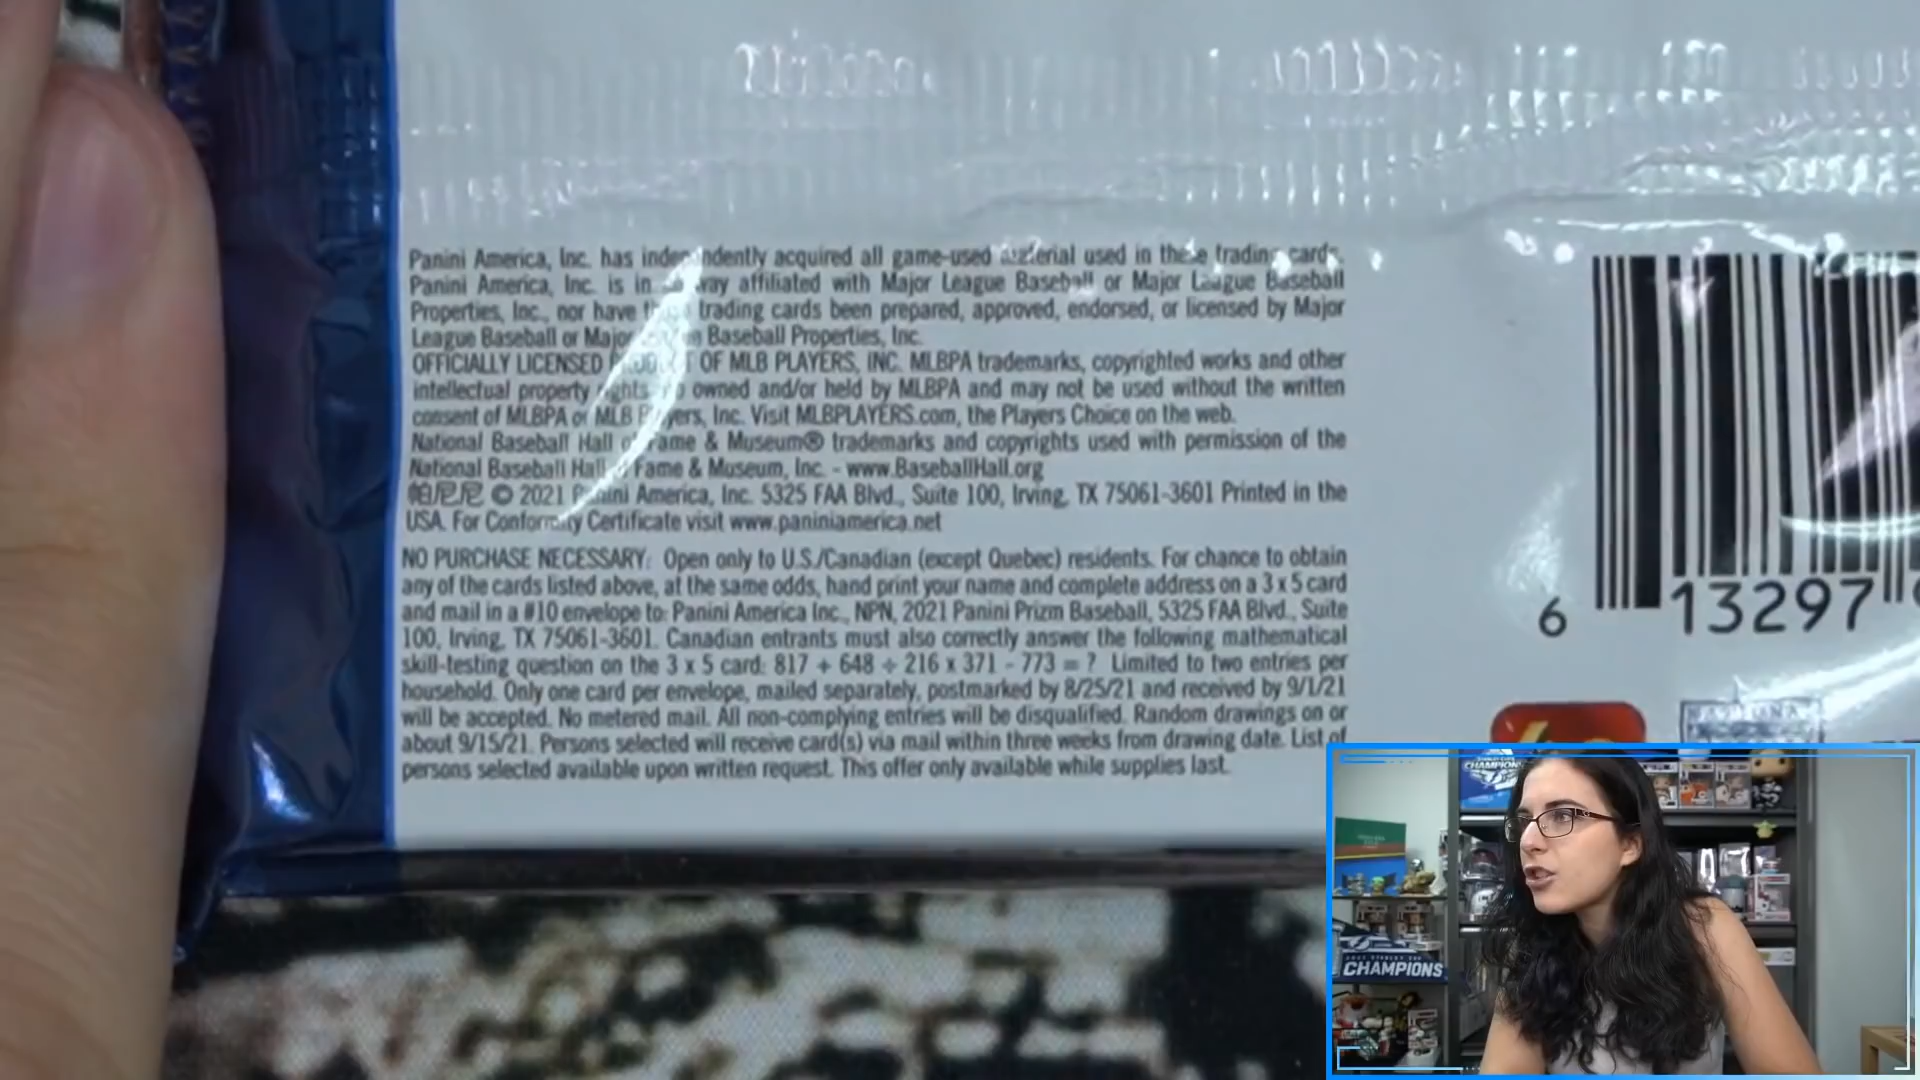 Panini America, Inc. has independently acquired all game-used material used in these trading cards.
Panini America, Inc. is in way affiliated with Major League Baseball or Major League Baseball
Properties, Inc., nor have these trading cards been prepared, approved, endorsed, or licensed by Major
League Baseball or Major League Baseball Properties, Inc.
OFFICIALLY LICENSED PRODUCT OF MLB PLAYERS, INC. MLBPA trademarks, copyrighted works and other
intellectual property rights are owned and/or held by MLBPA and may not be used without the written
consent of MLBPA or MLB Players, Inc. Visit MLBPLAYERS.com, the Players Choice on the web.
National Baseball Hall of Fame & Museum® trademarks and copyrights used with permission of the
National Baseball Hall of Fame & Museum, Inc. - www.BaseballHall.org
帕尼尼 © 2021 Panini America, Inc. 5325 FAA Blvd., Suite 100, Irving, TX 75061-3601 Printed in the
USA. For Conformity Certificate visit www.paniniamerica.net
NO PURCHASE NECESSARY: Open only to U.S./Canadian (except Quebec) residents. For chance to obtain
any of the cards listed above, at the same odds, hand print your name and complete address on a 3 x 5 card
and mail in a #10 envelope to: Panini America Inc., NPN, 2021 Panini Prizm Baseball, 5325 FAA Blvd., Suite
100, Irving, TX 75061-3601. Canadian entrants must also correctly answer the following mathematical
skill-testing question on the 3 x 5 card: 817 + 648 ÷ 216 x 371 - 773 = ? Limited to two entries per
household. Only one card per envelope, mailed separately, postmarked by 8/25/21 and received by 9/1/21
will be accepted. No metered mail. All non-complying entries will be disqualified. Random drawings on or
about 9/15/21. Persons selected will receive card(s) via mail within three weeks from drawing date. List of
persons selected available upon written request. This offer only available while supplies last.
6 13297
CHAMPIONS
CHAMPIONS